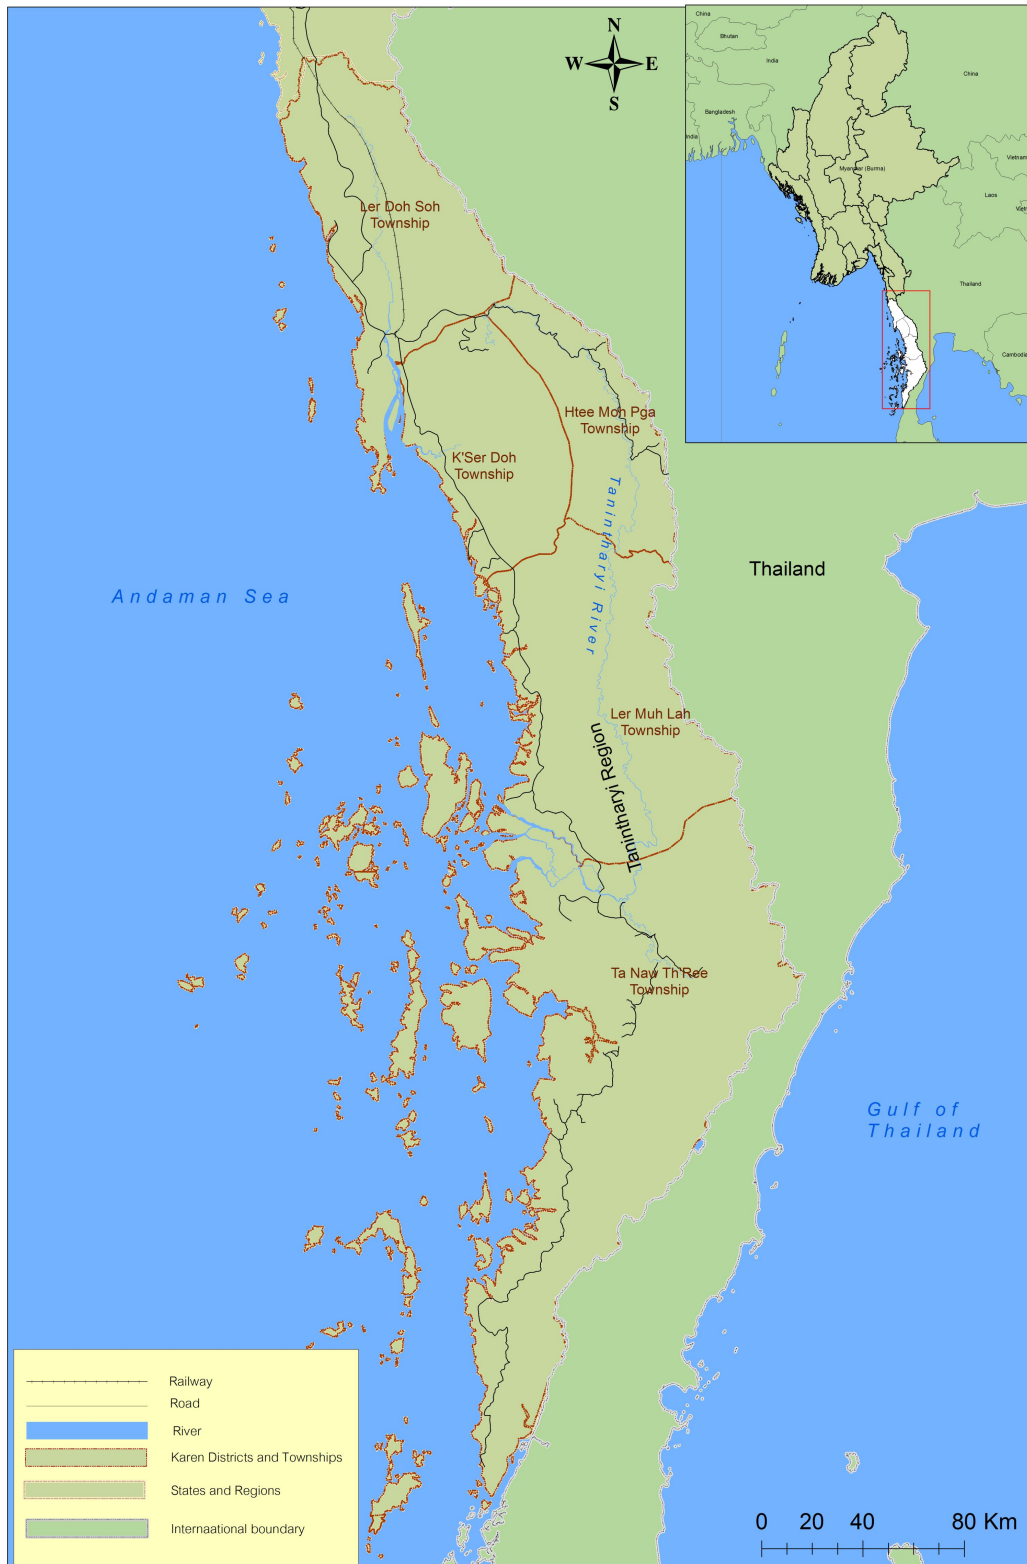 N
W E
S
China
Bhutan
India
China
Bangladesh
India
Myanmar (Burma)
Vietnam
Laos
Thailand
Cambodia
Ler Doh Soh
Township
Htee Moh Pga
Township
K'Ser Doh
Township
Tanintharyi River
Thailand
Andaman Sea
Ler Muh Lah
Township
Tanintharyi Region
Ta Naw Th'Ree
Township
Gulf of
Thailand
Railway
Road
River
Karen Districts and Townships
States and Regions
Internaational boundary
0 20 40 80 Km